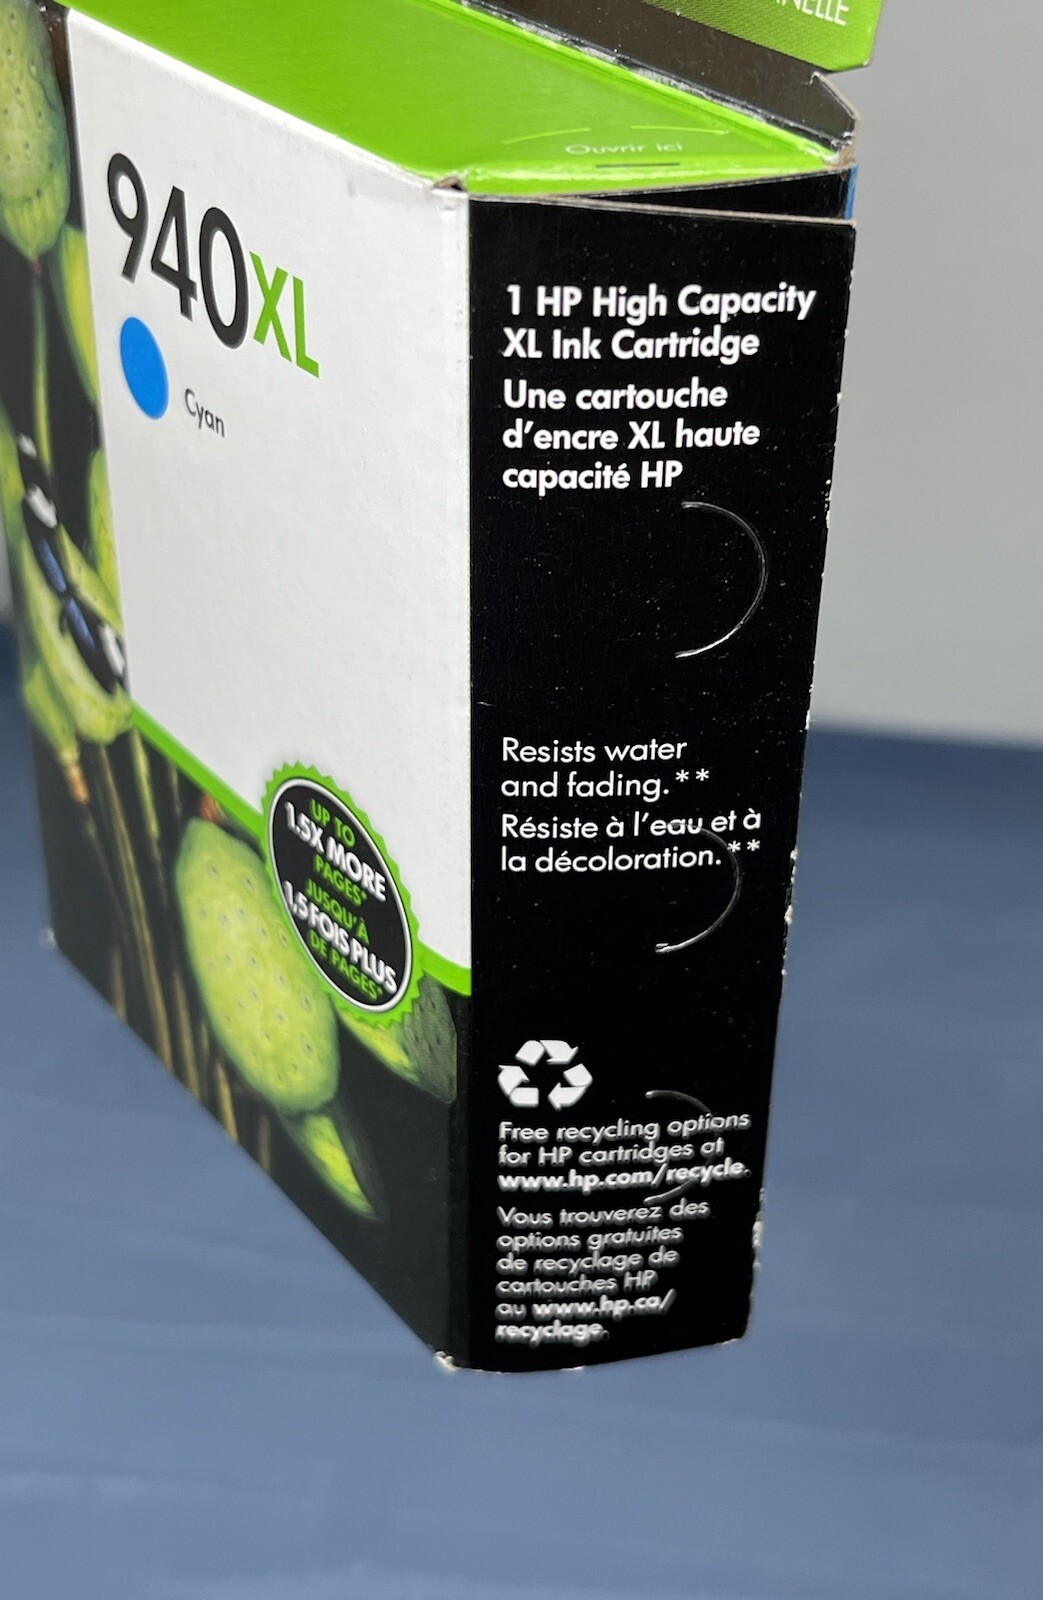 Ouvrir ici
940XL
Cyan
UP TO
1.5X MORE
PAGES*
JUSQU'À
1,5 FOIS PLUS
DE PAGES*
1 HP High Capacity
XL Ink Cartridge
Une cartouche
d'encre XL haute
capacité HP
Resists water
and fading.**
Résiste à l'eau et à
la décoloration.**
Free recycling options
for HP cartridges at
www.hp.com/recycle.
Vous trouverez des
options gratuites
de recyclage de
cartouches HP
au www.hp.ca/
recyclage.